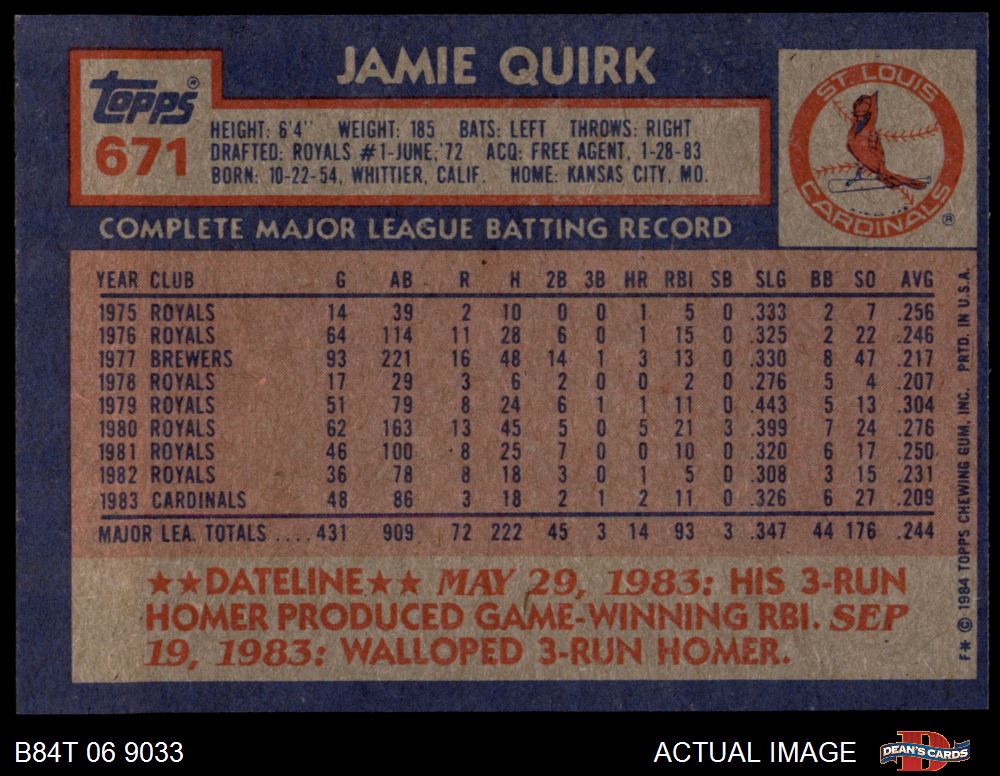 JAMIE QUIRK
Topps®
671
HEIGHT: 6'4" WEIGHT: 185 BATS: LEFT THROWS: RIGHT
DRAFTED: ROYALS #1-JUNE,'72 ACQ: FREE AGENT, 1-28-83
BORN: 10-22-54, WHITTIER, CALIF. HOME: KANSAS CITY, MO.
ST. LOUIS
CARDINALS
®
COMPLETE MAJOR LEAGUE BATTING RECORD
YEAR CLUB G AB R H 2B 3B HR RBI SB SLG BB SO AVG
1975 ROYALS 14 39 2 10 0 0 1 5 0 .333 2 7 .256
1976 ROYALS 64 114 11 28 6 0 1 15 0 .325 2 22 .246
1977 BREWERS 93 221 16 48 14 1 3 13 0 .330 8 47 .217
1978 ROYALS 17 29 3 6 2 0 0 2 0 .276 5 4 .207
1979 ROYALS 51 79 8 24 6 1 1 11 0 .443 5 13 .304
1980 ROYALS 62 163 13 45 5 0 5 21 3 .399 7 24 .276
1981 ROYALS 46 100 8 25 7 0 0 10 0 .320 6 17 .250
1982 ROYALS 36 78 8 18 3 0 1 5 0 .308 3 15 .231
1983 CARDINALS 48 86 3 18 2 1 2 11 0 .326 6 27 .209
MAJOR LEA. TOTALS .... 431 909 72 222 45 3 14 93 3 .347 44 176 .244
★★DATELINE★★ MAY 29, 1983: HIS 3-RUN
HOMER PRODUCED GAME-WINNING RBI. SEP
19, 1983: WALLOPED 3-RUN HOMER.
F* © 1984 TOPPS CHEWING GUM, INC. PRTD. IN U.S.A.
B84T 06 9033
ACTUAL IMAGE
DEAN'S CARDS